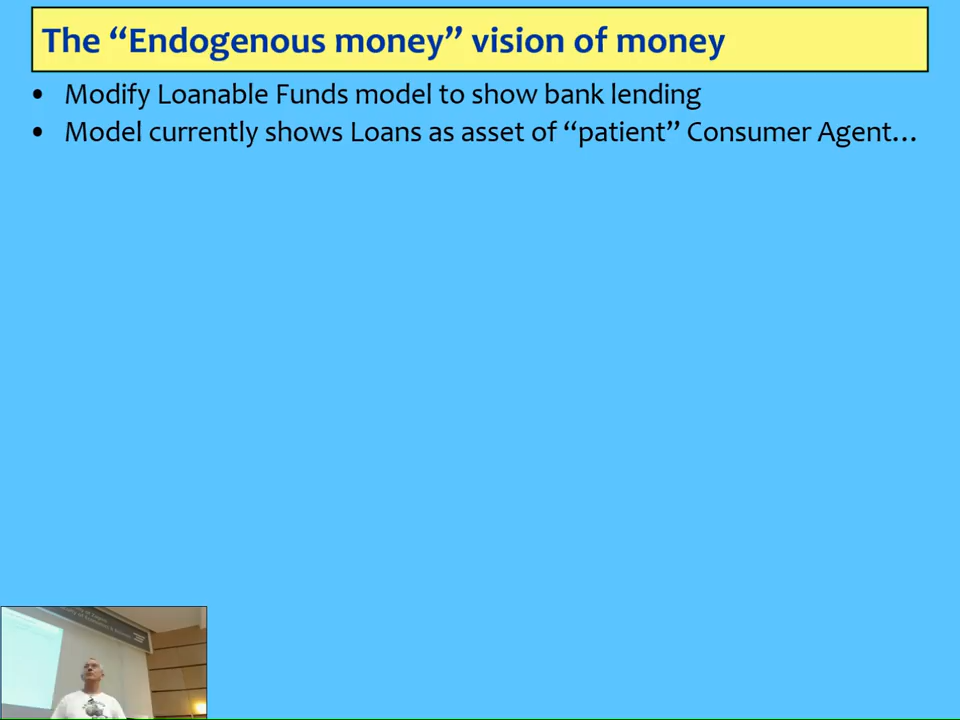 The “Endogenous money” vision of money
• Modify Loanable Funds model to show bank lending
• Model currently shows Loans as asset of “patient” Consumer Agent…